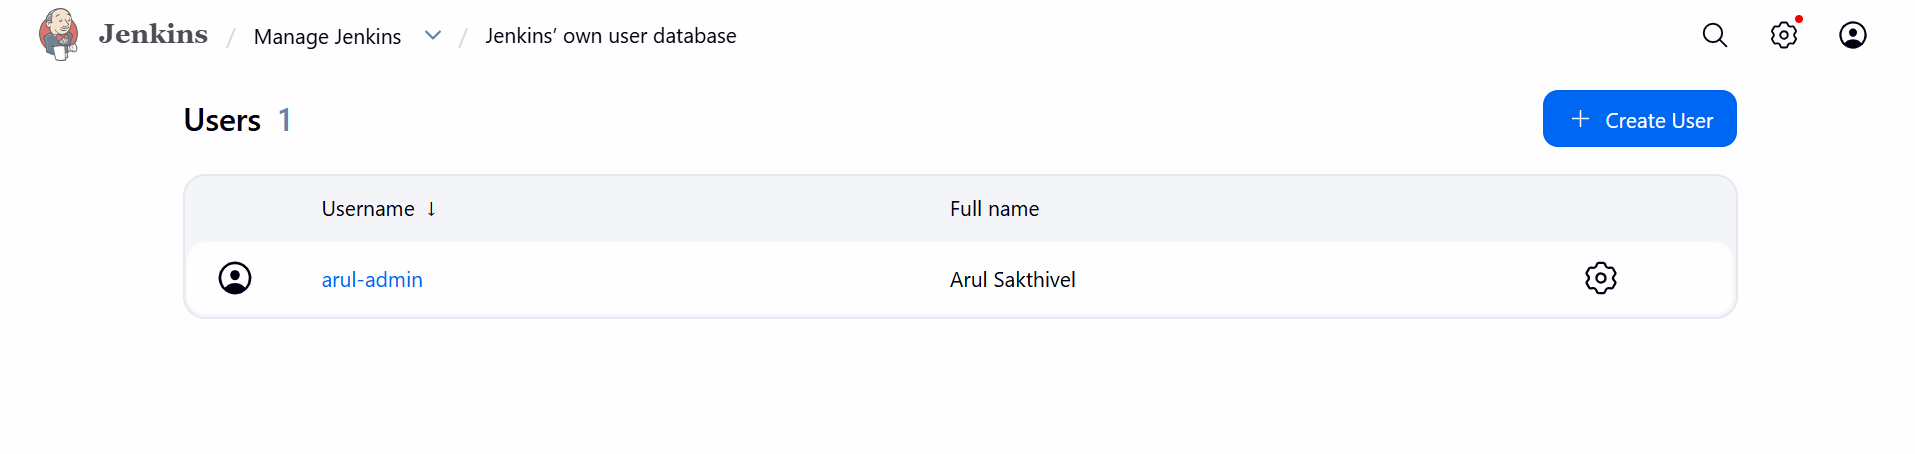 Jenkins / Manage Jenkins / Jenkins’ own user database
Users 1
+ Create User
Username ↓ Full name
arul-admin Arul Sakthivel